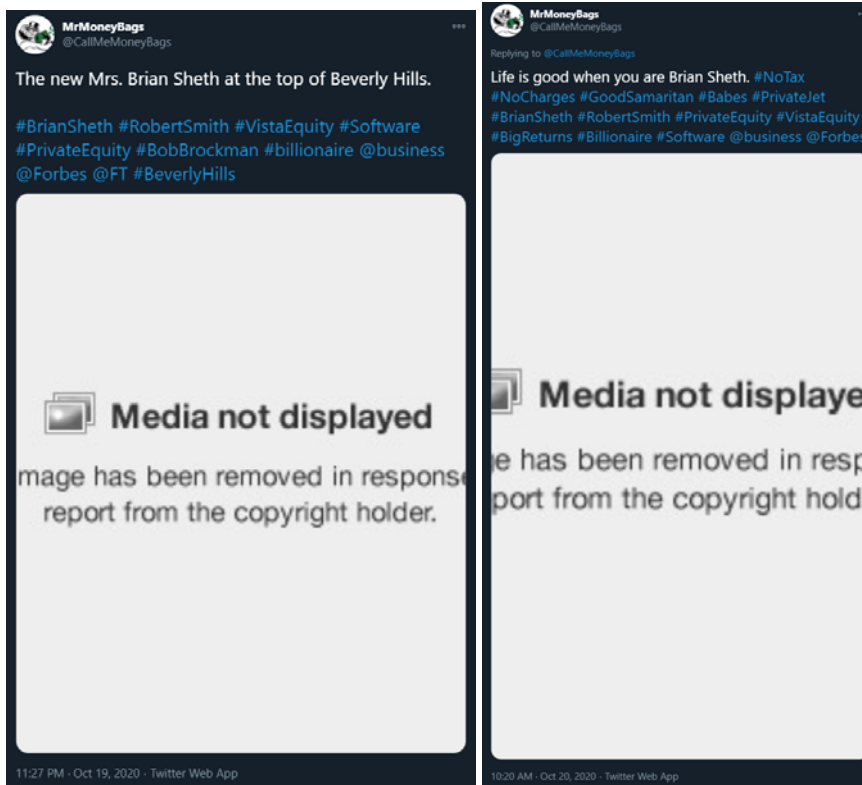 MrMoneyBags
@CallMeMoneyBags
The new Mrs. Brian Sheth at the top of Beverly Hills.
#BrianSheth #RobertSmith #VistaEquity #Software
#PrivateEquity #BobBrockman #billionaire @business
@Forbes @FT #BeverlyHills
Media not displayed
mage has been removed in respons
report from the copyright holder.
11:27 PM · Oct 19, 2020 · Twitter Web App
MrMoneyBags
@CallMeMoneyBags
Replying to @CallMeMoneyBags
Life is good when you are Brian Sheth. #NoTax
#NoCharges #GoodSamaritan #Babes #PrivateJet
#BrianSheth #RobertSmith #PrivateEquity #VistaEquity
#BigReturns #Billionaire #Software @business @Forbes
Media not displaye
e has been removed in resp
port from the copyright hold
10:20 AM · Oct 20, 2020 · Twitter Web App